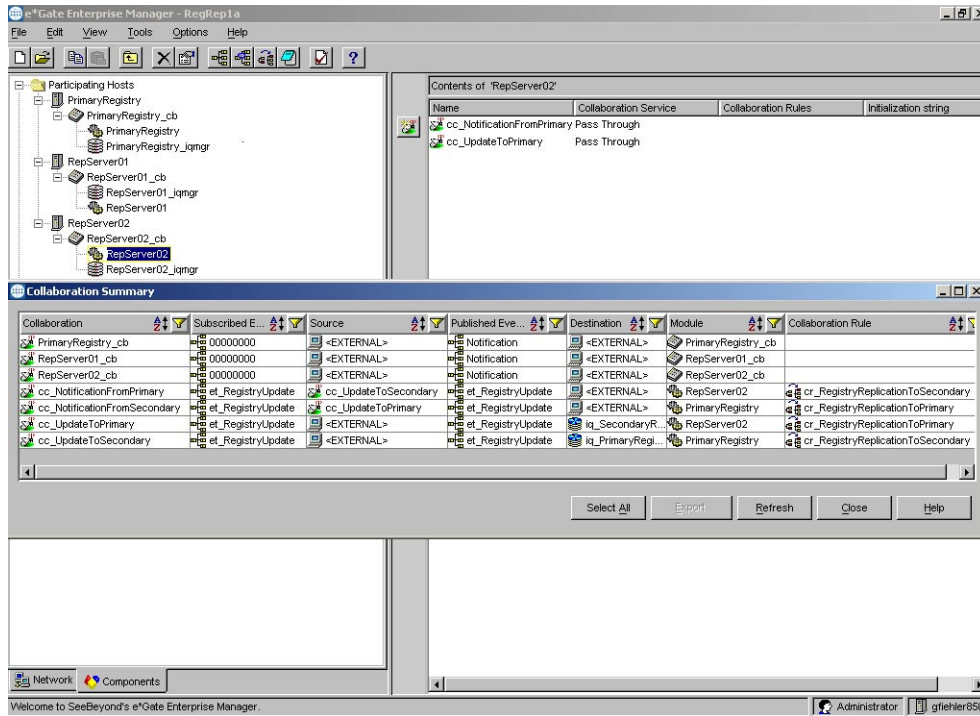 e*Gate Enterprise Manager - RegRep1a
File Edit View Tools Options Help
Participating Hosts
PrimaryRegistry
PrimaryRegistry_cb
PrimaryRegistry
PrimaryRegistry_iqmgr
RepServer01
RepServer01_cb
RepServer01_iqmgr
RepServer01
RepServer02
RepServer02_cb
RepServer02
RepServer02_iqmgr
Contents of 'RepServer02'
Name Collaboration Service Collaboration Rules Initialization string
cc_NotificationFromPrimary Pass Through
cc_UpdateToPrimary Pass Through
Collaboration Summary
Collaboration Subscribed E... Source Published Eve... Destination Module Collaboration Rule
PrimaryRegistry_cb 00000000 <EXTERNAL> Notification <EXTERNAL> PrimaryRegistry_cb
RepServer01_cb 00000000 <EXTERNAL> Notification <EXTERNAL> RepServer01_cb
RepServer02_cb 00000000 <EXTERNAL> Notification <EXTERNAL> RepServer02_cb
cc_NotificationFromPrimary et_RegistryUpdate cc_UpdateToSecondary et_RegistryUpdate <EXTERNAL> RepServer02 cr_RegistryReplicationToSecondary
cc_NotificationFromSecondary et_RegistryUpdate cc_UpdateToPrimary et_RegistryUpdate <EXTERNAL> PrimaryRegistry cr_RegistryReplicationToPrimary
cc_UpdateToPrimary et_RegistryUpdate <EXTERNAL> et_RegistryUpdate iq_SecondaryR... RepServer02 cr_RegistryReplicationToPrimary
cc_UpdateToSecondary et_RegistryUpdate <EXTERNAL> et_RegistryUpdate iq_PrimaryRegi... PrimaryRegistry cr_RegistryReplicationToSecondary
Select All Export Refresh Close Help
Network Components
Welcome to SeeBeyond's e*Gate Enterprise Manager. Administrator gfiehler8